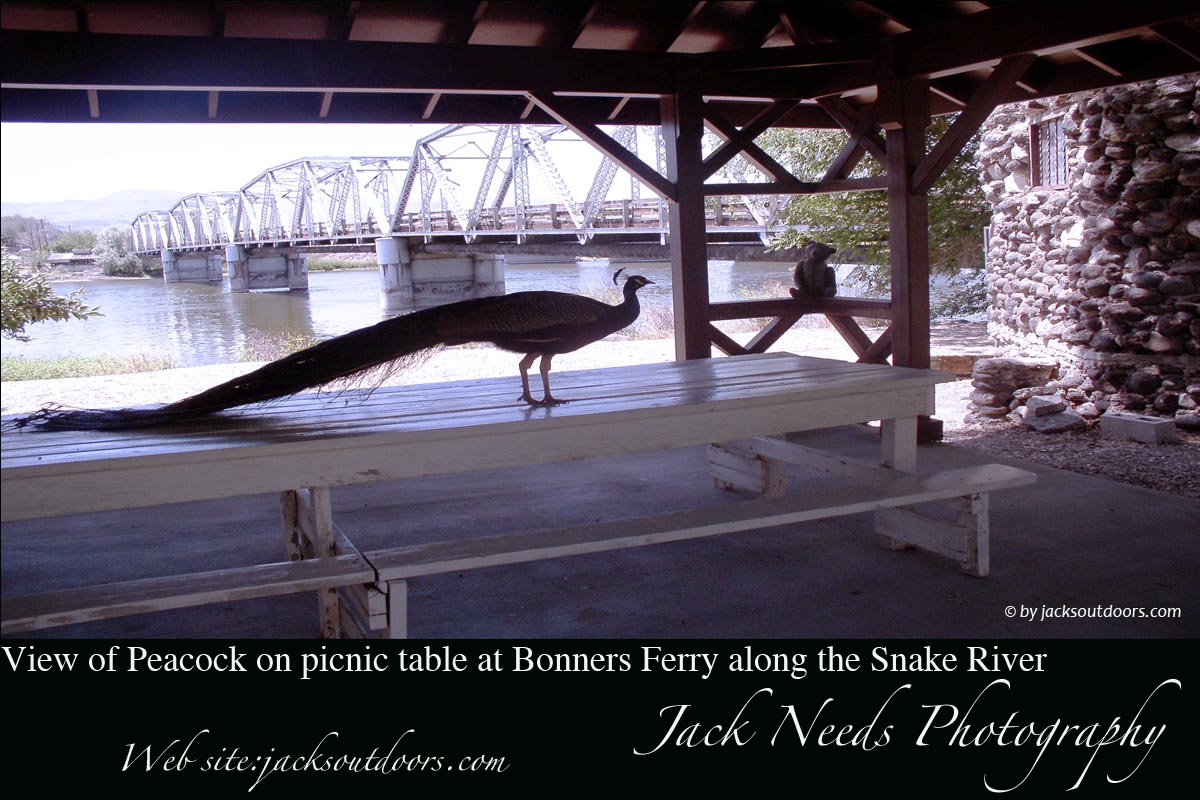 © by jacksoutdoors.com
View of Peacock on picnic table at Bonners Ferry along the Snake River
Jack Needs Photography
Web site:jacksoutdoors.com